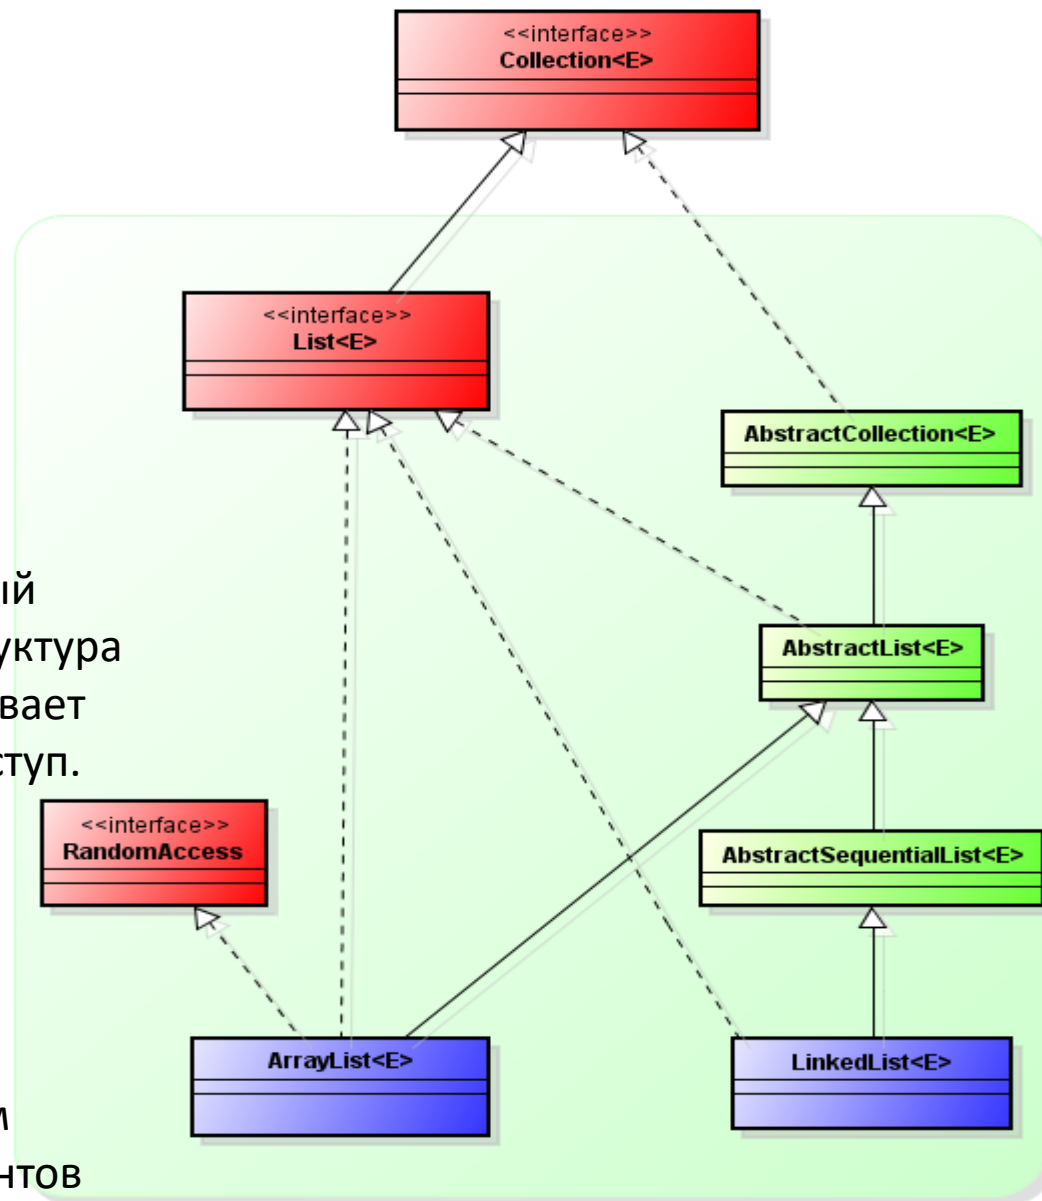 <<interface>>
Collection<E>
<<interface>>
List<E>
AbstractCollection<E>
ый
уктура
AbstractList<E>
вает
ступ.
<<interface>>
RandomAccess
AbstractSequentialList<E>
ArrayList<E>
LinkedList<E>
м
нтов